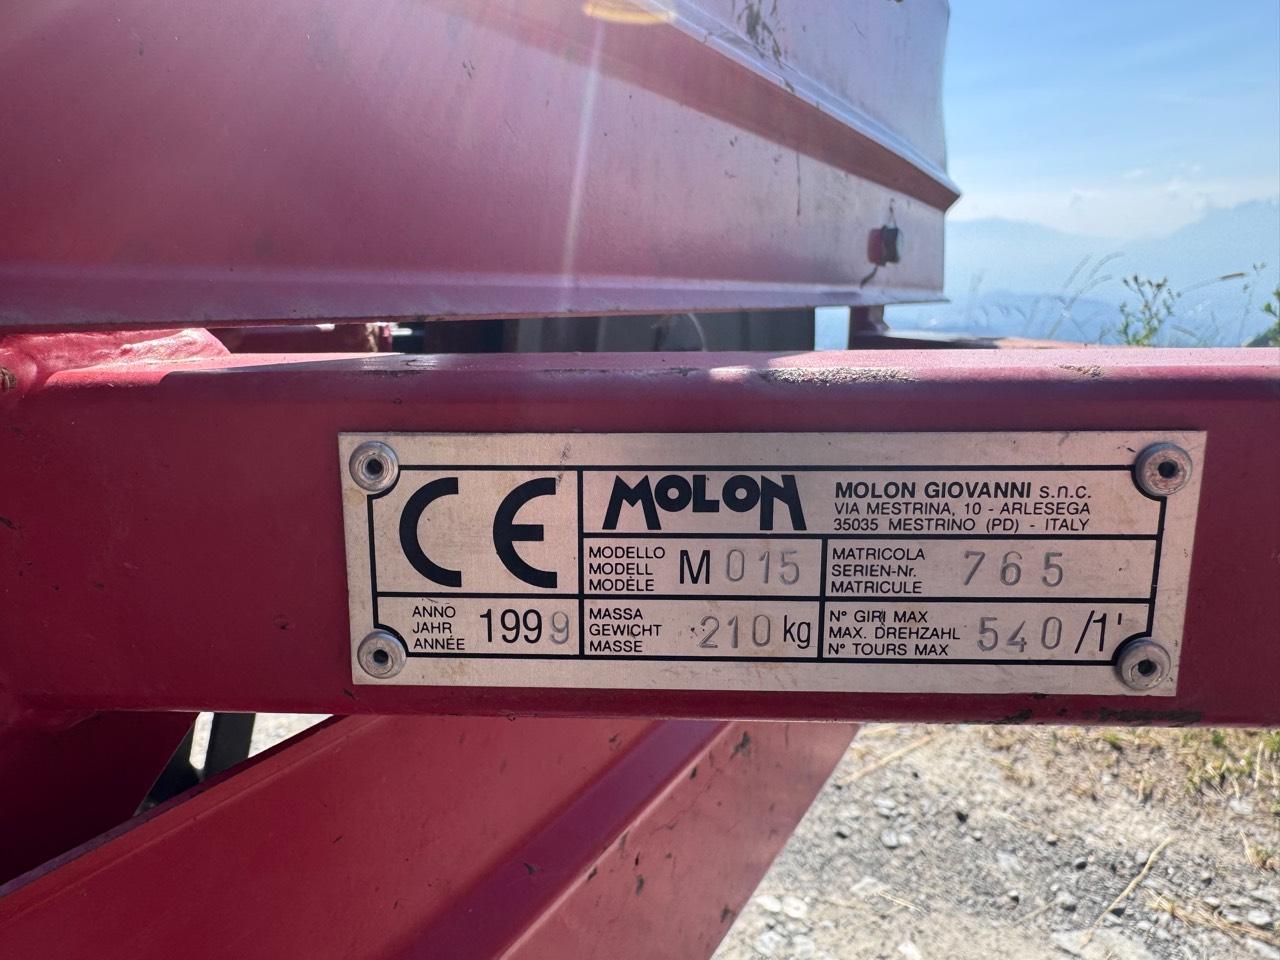 CE
MOLON
MOLON GIOVANNI s.n.c.
VIA MESTRINA, 10 - ARLESEGA
35035 MESTRINO (PD) - ITALY
MODELLO
MODELL
MODÈLE
M 015
MATRICOLA
SERIEN-Nr.
MATRICULE
765
ANNO
JAHR
ANNÉE
1999
MASSA
GEWICHT
MASSE
210 kg
N° GIRI MAX
MAX. DREHZAHL
N° TOURS MAX
540 /1'